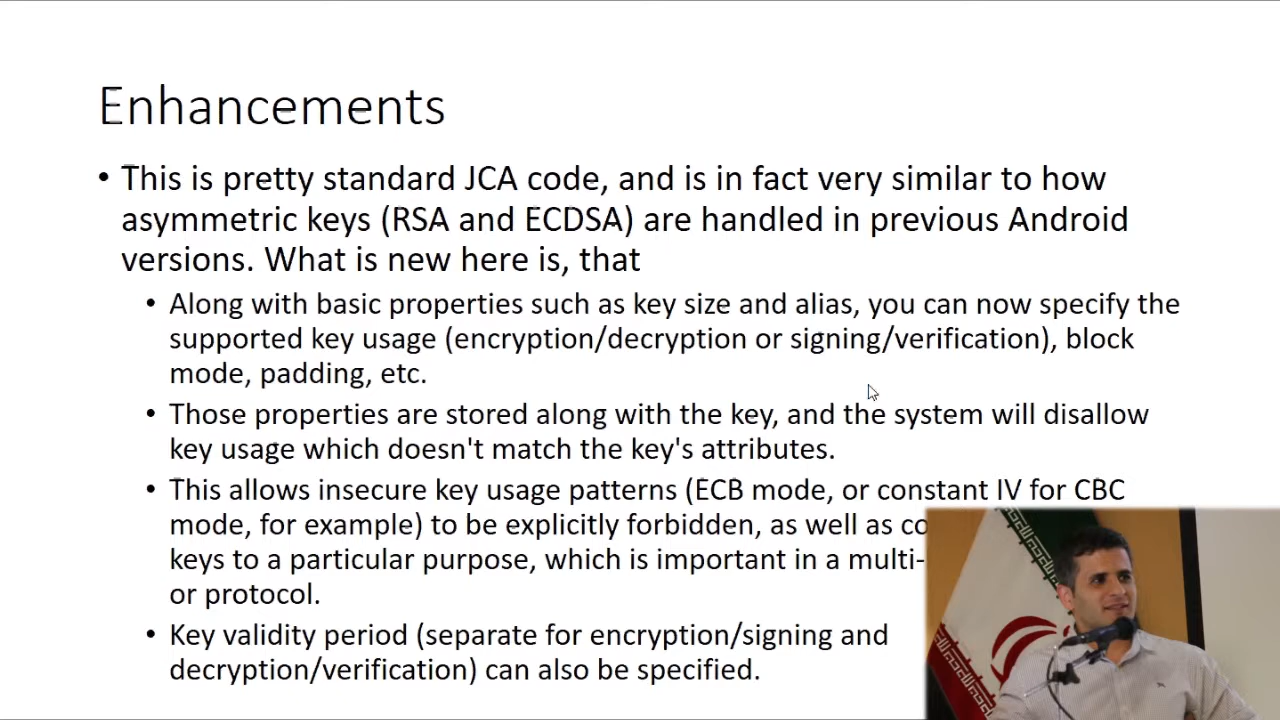 Enhancements
• This is pretty standard JCA code, and is in fact very similar to how
asymmetric keys (RSA and ECDSA) are handled in previous Android
versions. What is new here is, that
• Along with basic properties such as key size and alias, you can now specify the
supported key usage (encryption/decryption or signing/verification), block
mode, padding, etc.
• Those properties are stored along with the key, and the system will disallow
key usage which doesn't match the key's attributes.
• This allows insecure key usage patterns (ECB mode, or constant IV for CBC
mode, for example) to be explicitly forbidden, as well as
keys to a particular purpose, which is important in a multi-
or protocol.
• Key validity period (separate for encryption/signing and
decryption/verification) can also be specified.